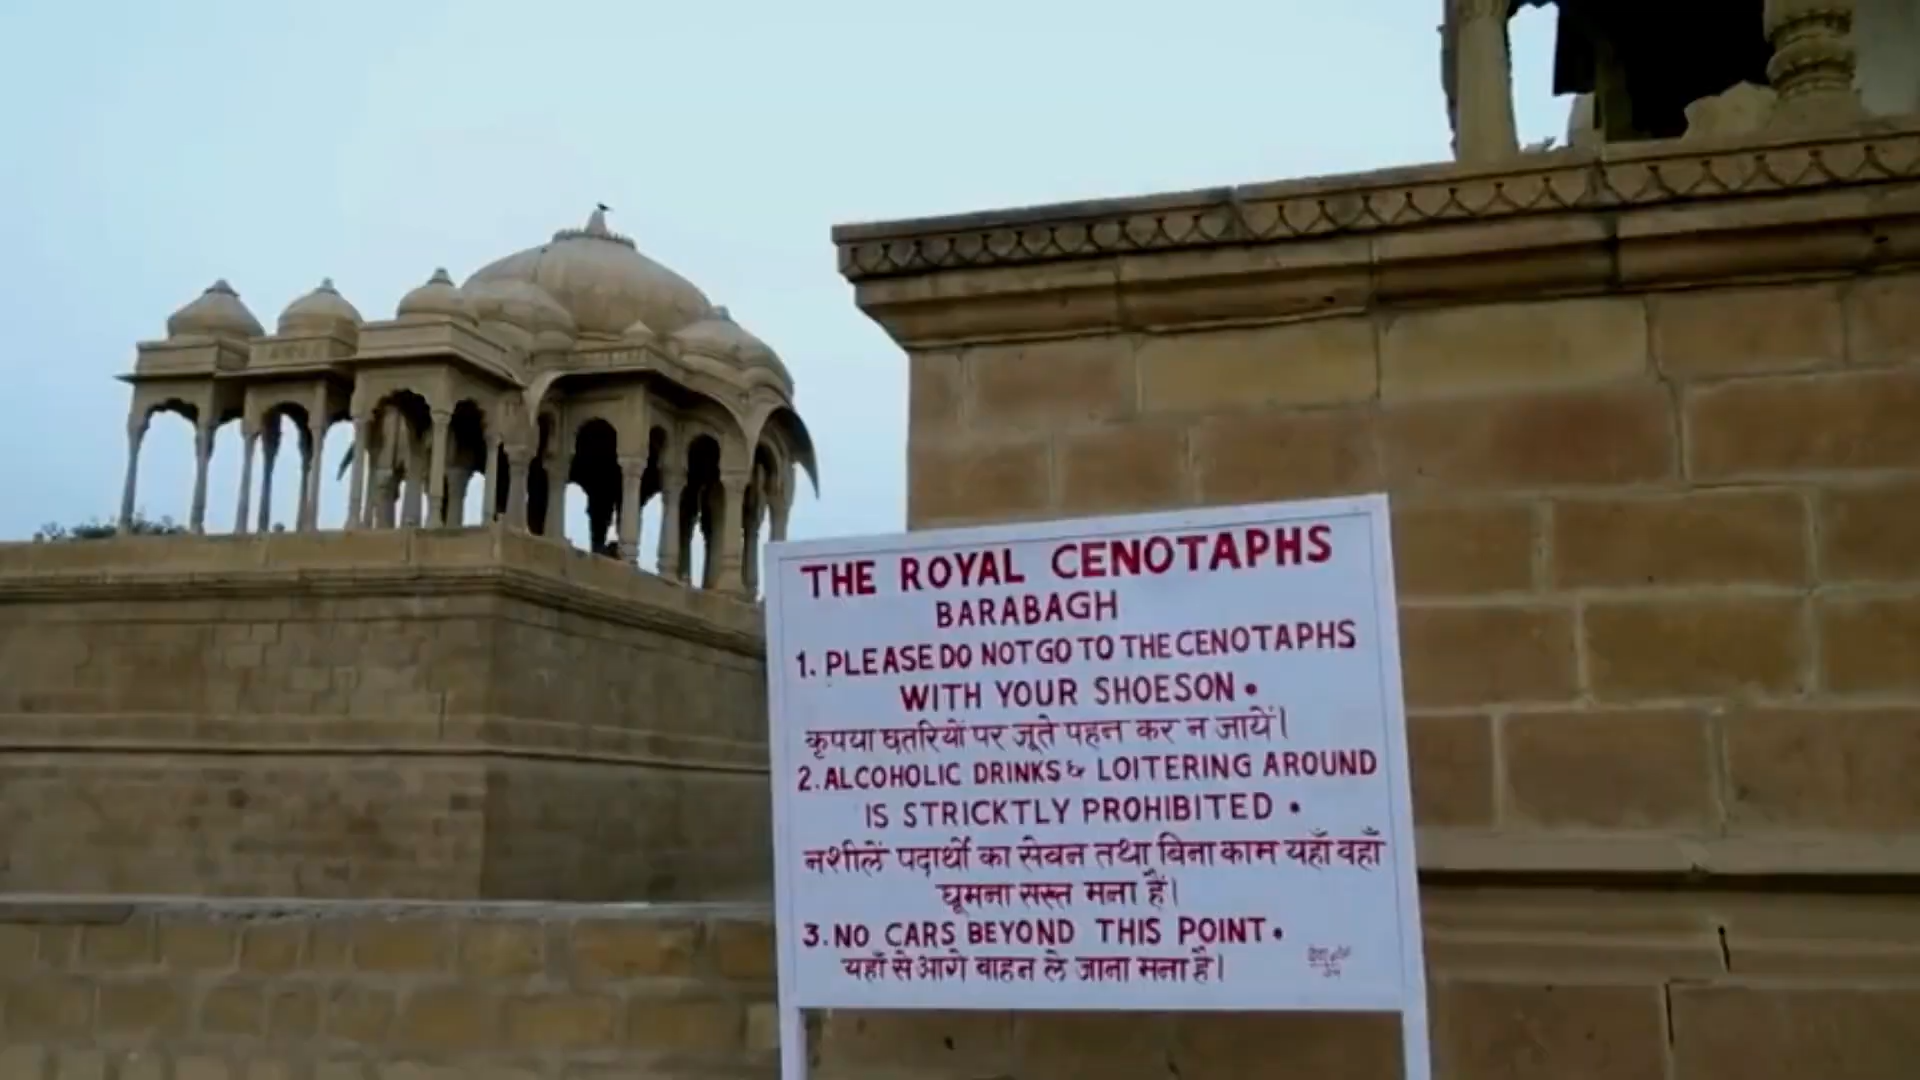 THE ROYAL CENOTAPHS
BARABAGH
1. PLEASE DO NOT GO TO THE CENOTAPHS
WITH YOUR SHOESON •
कृपया छतरियों पर जूते पहन कर न जायें।
2. ALCOHOLIC DRINKS & LOITERING AROUND
IS STRICKTLY PROHIBITED •
नशीलें पदार्थो का सेवन तथा बिना काम यहाँ वहाँ
घूमना सख्त मना हैं।
3. NO CARS BEYOND THIS POINT •
यहाँ से आगे वाहन ले जाना मना है।